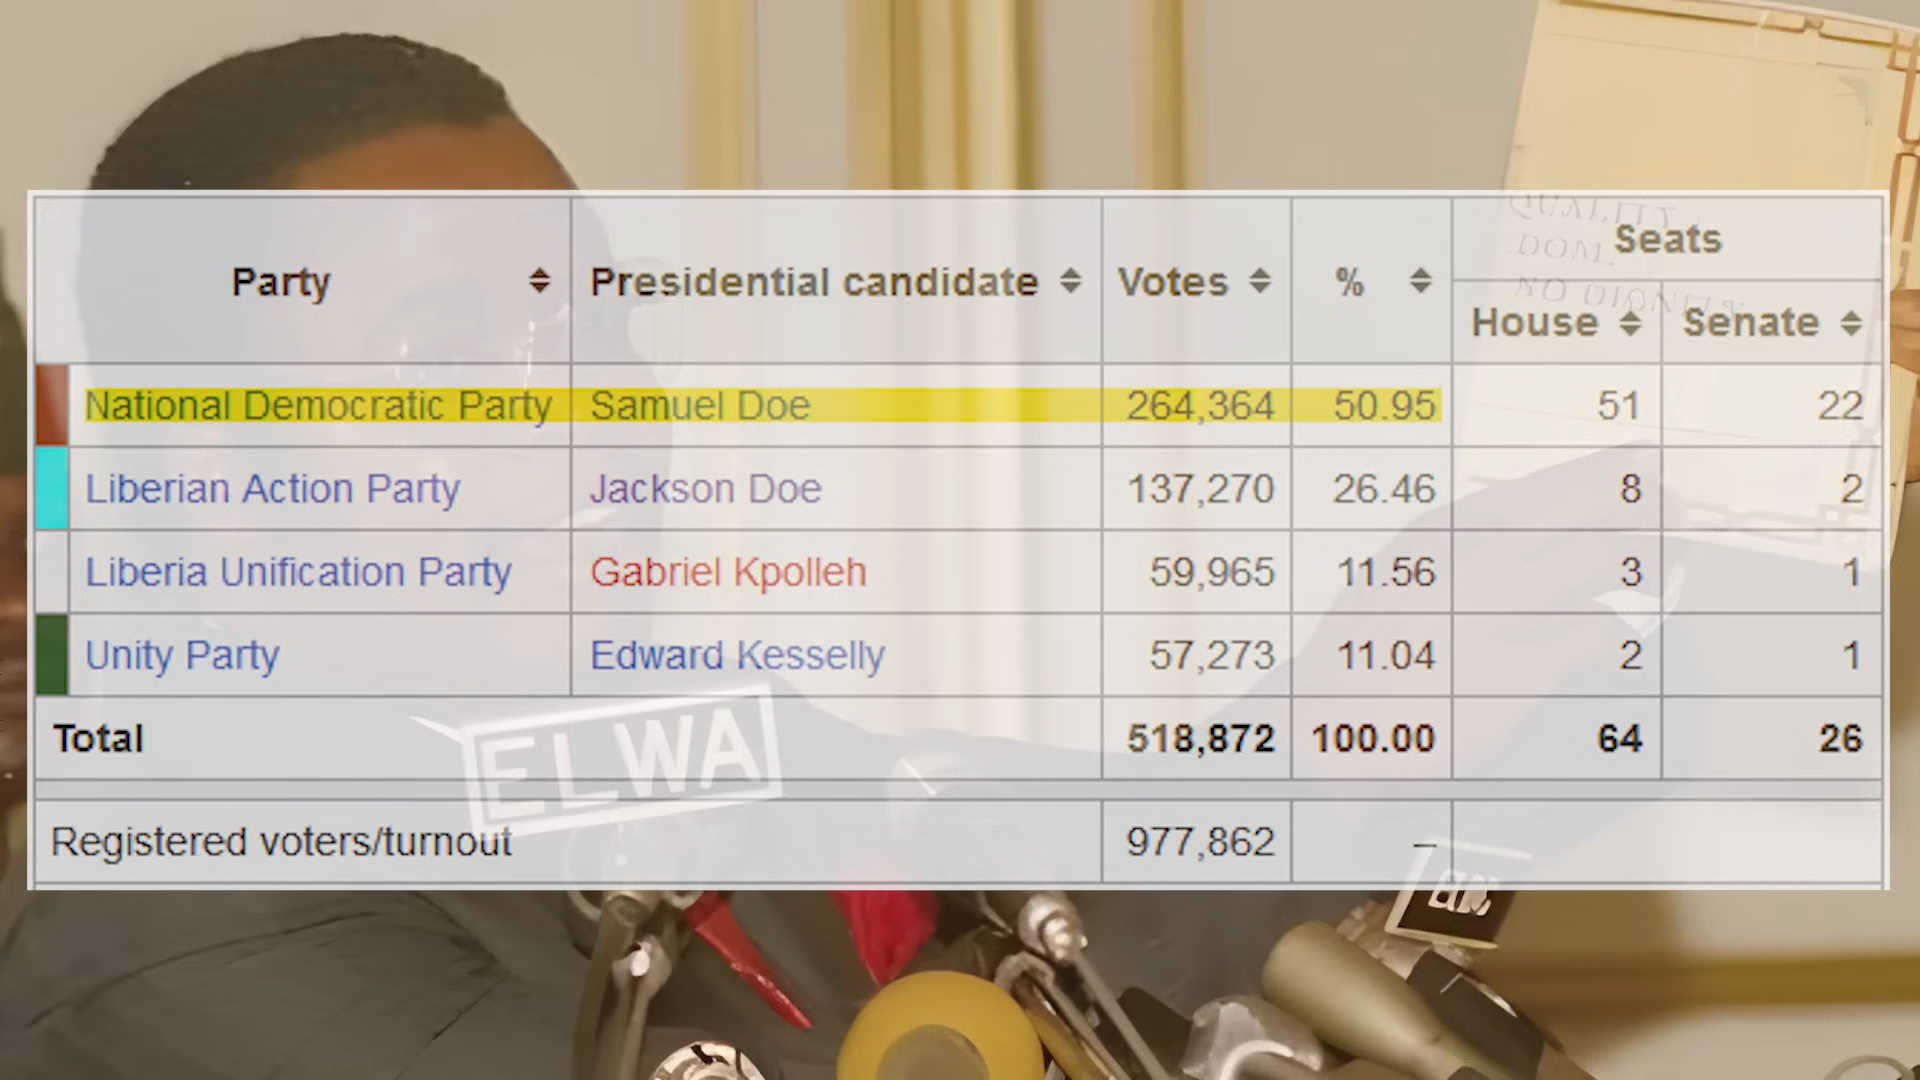 Party Presidential candidate Votes % Seats
House Senate
National Democratic Party Samuel Doe 264,364 50.95 51 22
Liberian Action Party Jackson Doe 137,270 26.46 8 2
Liberia Unification Party Gabriel Kpolleh 59,965 11.56 3 1
Unity Party Edward Kesselly 57,273 11.04 2 1
Total 518,872 100.00 64 26
Registered voters/turnout 977,862 –
ELWA